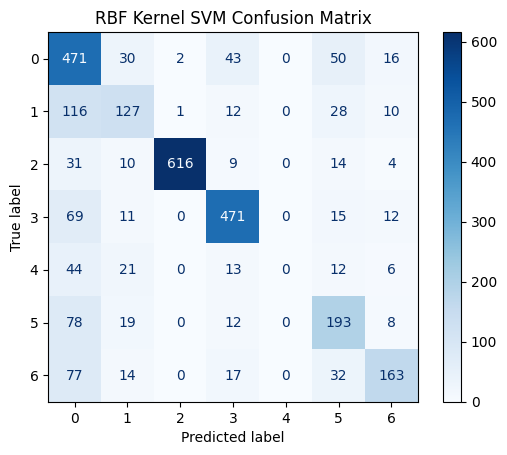 RBF Kernel SVM Confusion Matrix
0 471 30 2 43 0 50 16
1 116 127 1 12 0 28 10
2 31 10 616 9 0 14 4
3 69 11 0 471 0 15 12
4 44 21 0 13 0 12 6
5 78 19 0 12 0 193 8
6 77 14 0 17 0 32 163
0 1 2 3 4 5 6
Predicted label
True label
600
500
400
300
200
100
0